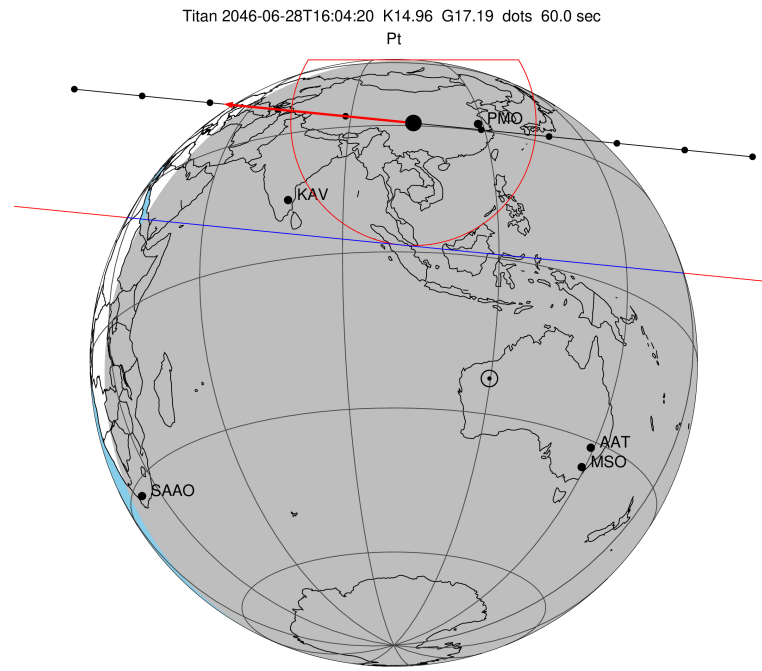 Titan 2046-06-28T16:04:20  K14.96  G17.19  dots  60.0 sec
Pt
PMO
KAV
AAT
MSO
SAAO